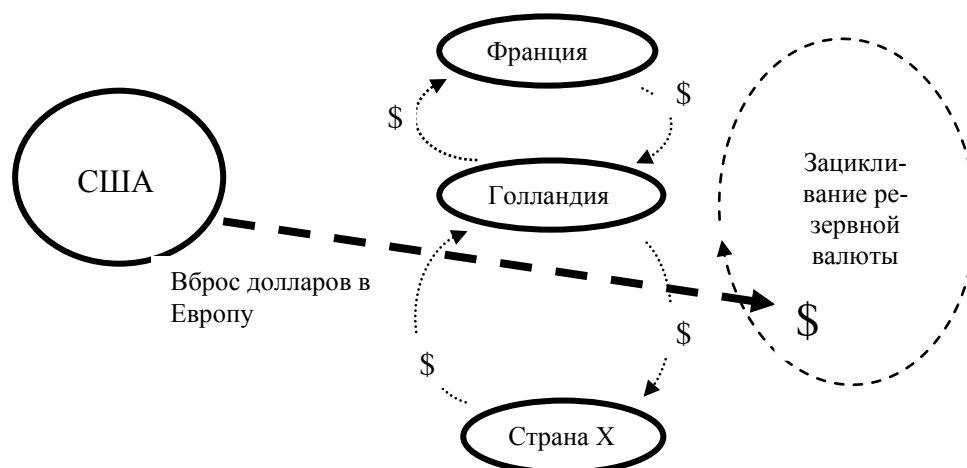 Франция
$
$
США
Голландия
Зацикли-
вание ре-
зервной
валюты
Вброс долларов в
Европу
$
$
$
Страна X